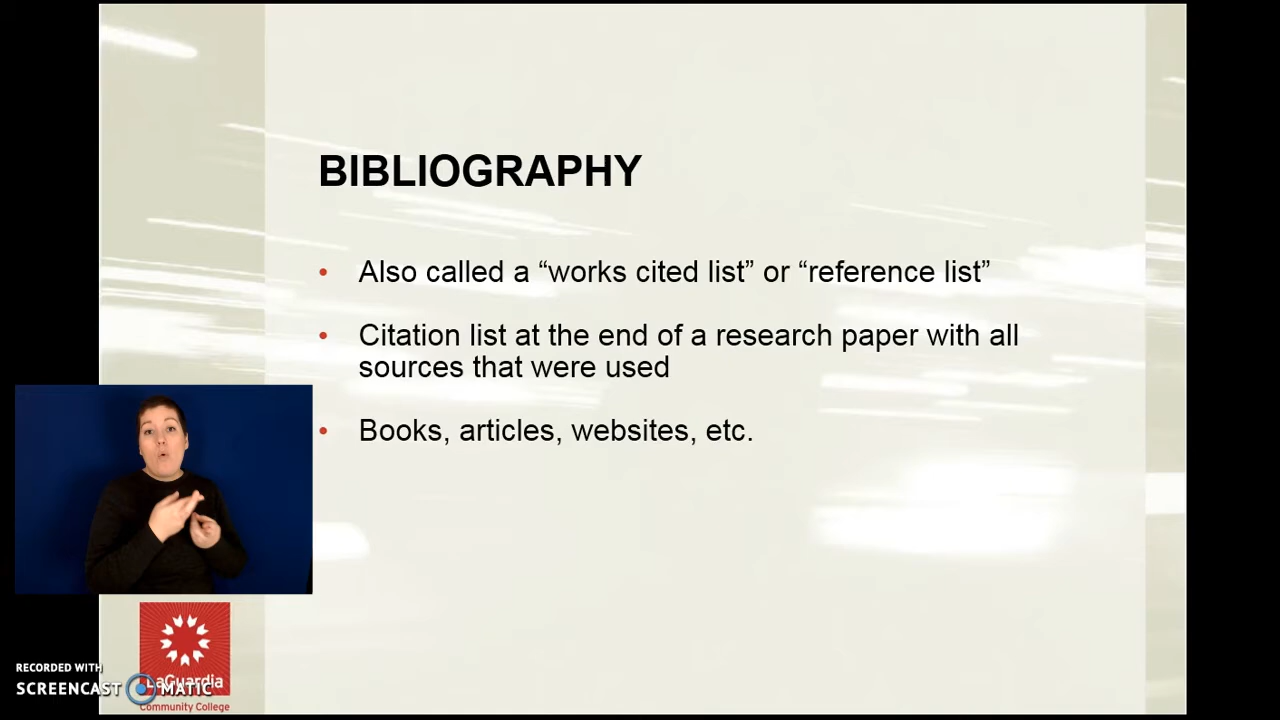 BIBLIOGRAPHY
• Also called a “works cited list” or “reference list”
• Citation list at the end of a research paper with all
sources that were used
• Books, articles, websites, etc.
RECORDED WITH
SCREENCAST MATIC
LaGuardia
Community College